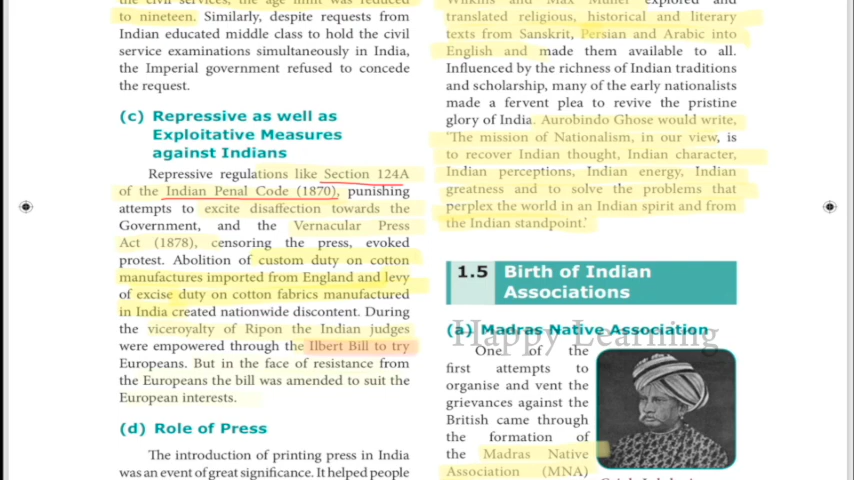 the civil services, the age limit was reduced
to nineteen. Similarly, despite requests from
Indian educated middle class to hold the civil
service examinations simultaneously in India,
the Imperial government refused to concede
the request.
(c) Repressive as well as
Exploitative Measures
against Indians
Repressive regulations like Section 124A
of the Indian Penal Code (1870), punishing
attempts to excite disaffection towards the
Government, and the Vernacular Press
Act (1878), censoring the press, evoked
protest. Abolition of custom duty on cotton
manufactures imported from England and levy
of excise duty on cotton fabrics manufactured
in India created nationwide discontent. During
the viceroyalty of Ripon the Indian judges
were empowered through the Ilbert Bill to try
Europeans. But in the face of resistance from
the Europeans the bill was amended to suit the
European interests.
(d) Role of Press
The introduction of printing press in India
was an event of great significance. It helped people
Wilkins and Max Muller explored and
translated religious, historical and literary
texts from Sanskrit, Persian and Arabic into
English and made them available to all.
Influenced by the richness of Indian traditions
and scholarship, many of the early nationalists
made a fervent plea to revive the pristine
glory of India. Aurobindo Ghose would write,
'The mission of Nationalism, in our view, is
to recover Indian thought, Indian character,
Indian perceptions, Indian energy, Indian
greatness and to solve the problems that
perplex the world in an Indian spirit and from
the Indian standpoint.'
1.5 Birth of Indian
Associations
(a) Madras Native Association
Happy Learning
One of the
first attempts to
organise and vent the
grievances against the
British came through
the formation of
the Madras Native
Association (MNA)